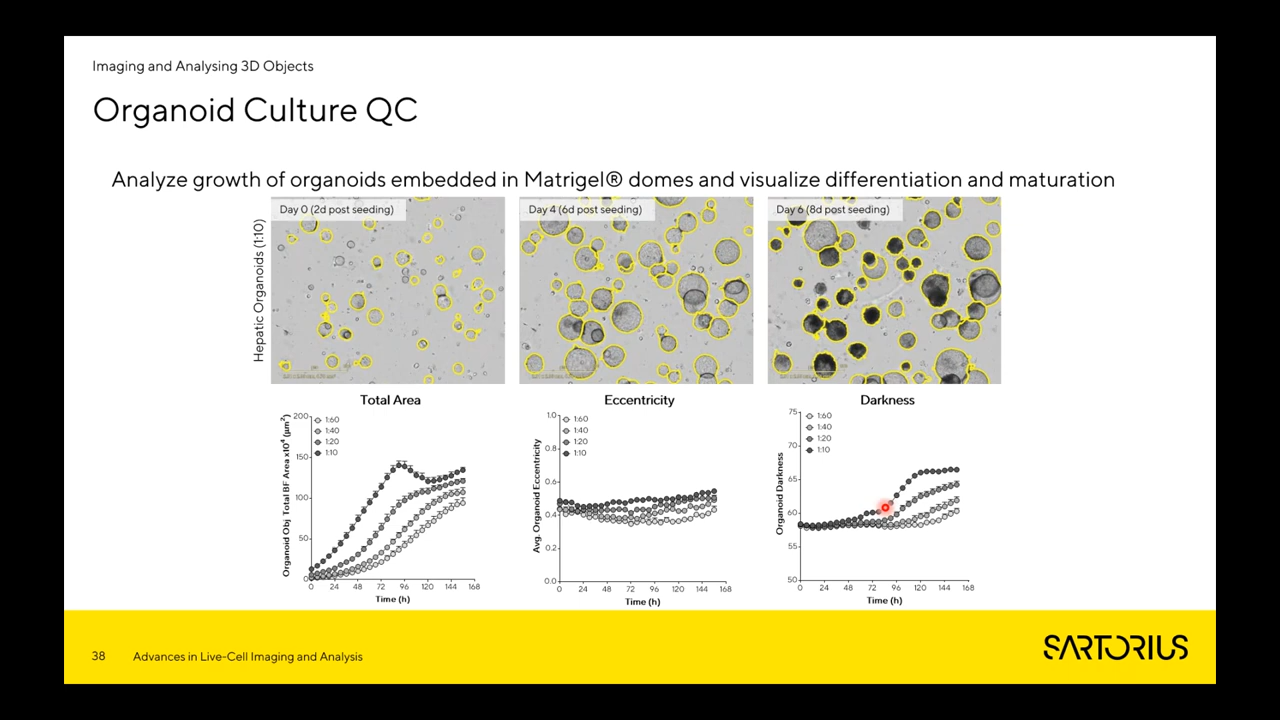 Imaging and Analysing 3D Objects
Organoid Culture QC
Analyze growth of organoids embedded in Matrigel® domes and visualize differentiation and maturation
Hepatic Organoids (1:10)
Day 0 (2d post seeding)
Day 4 (6d post seeding)
Day 6 (8d post seeding)
Total Area
Organoid Obj Total BF Area x10⁴ (µm²)
200
150
100
50
0
1:60
1:40
1:20
1:10
0 24 48 72 96 120 144 168
Time (h)
Eccentricity
Avg. Organoid Eccentricity
1.0
0.8
0.6
0.4
0.2
0.0
1:60
1:40
1:20
1:10
0 24 48 72 96 120 144 168
Time (h)
Darkness
Organoid Darkness
75
70
65
60
55
50
1:60
1:40
1:20
1:10
0 24 48 72 96 120 144 168
Time (h)
38 Advances in Live-Cell Imaging and Analysis
SARTORIUS